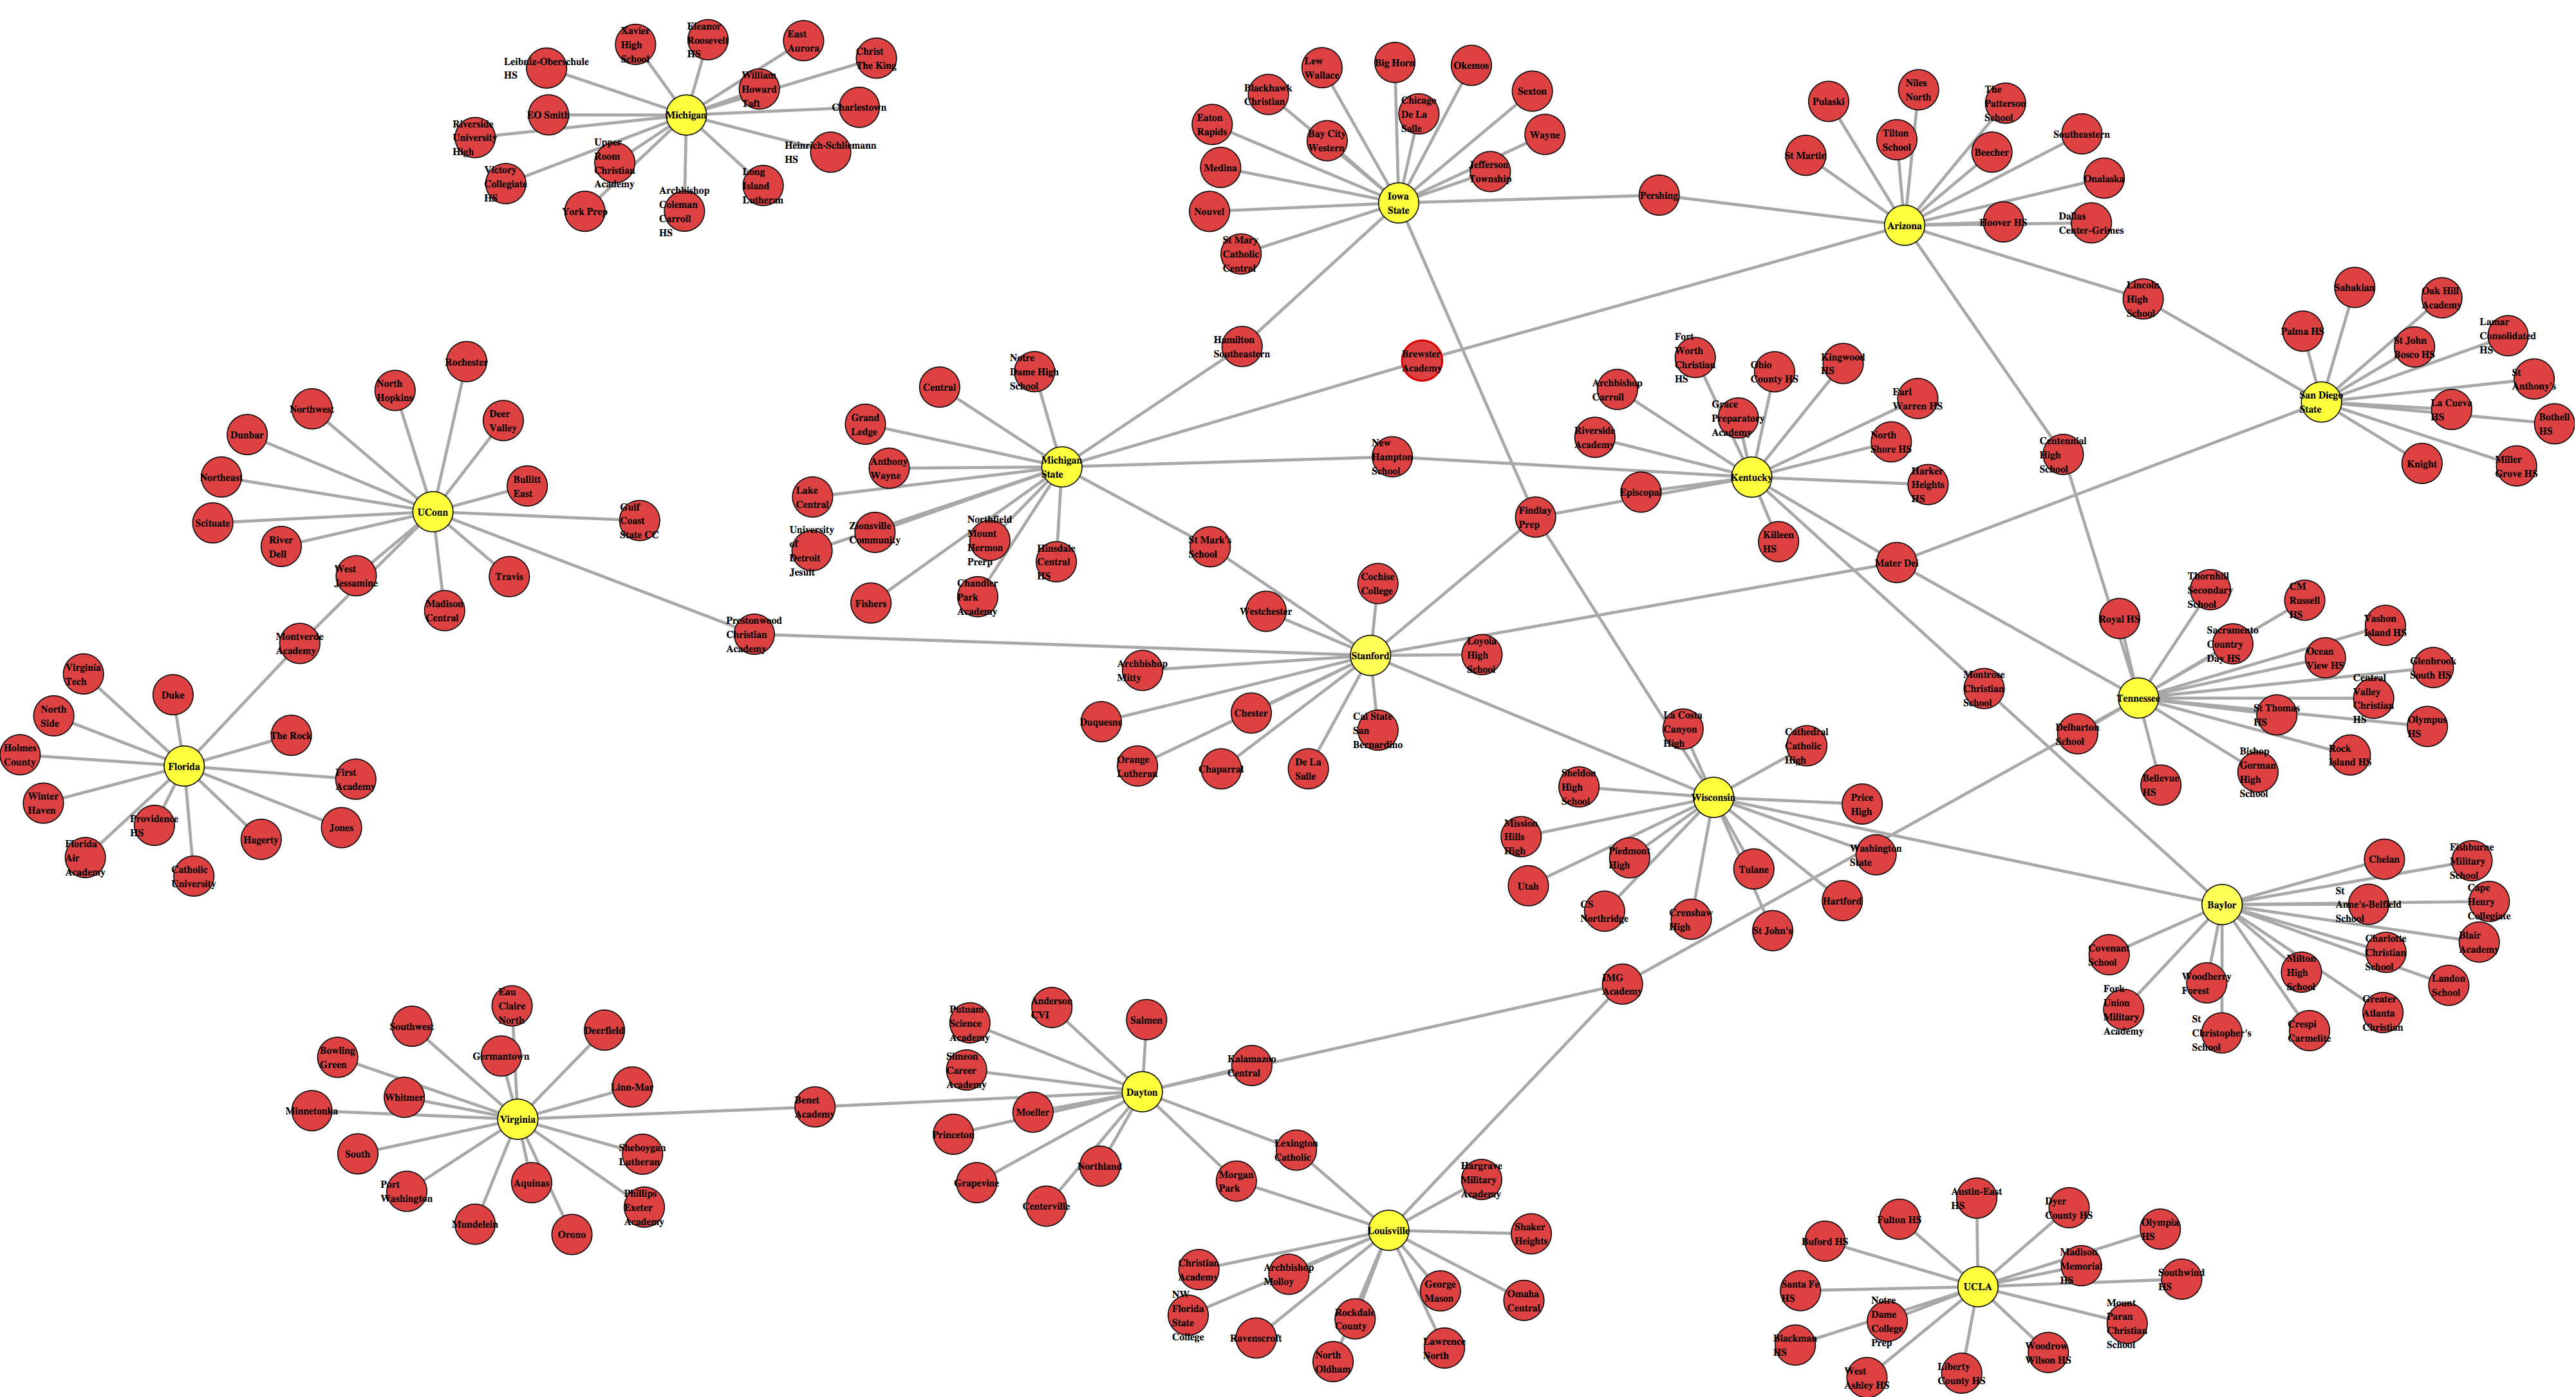 Xavier
High
School
Eleanor
Roosevelt
HS
East
Aurora
Christ
The King
Leibniz-Oberschule
HS
William
Howard
Taft
EO Smith
Michigan
Charlestown
Riverside
University
High
Upper
Room
Christian
Academy
Heinrich-Schliemann
HS
Victory
Collegiate
HS
York Prep
Archbishop
Coleman
Carroll
HS
Long
Island
Lutheran
Lew
Wallace
Big Horn
Okemos
Blackhawk
Christian
Chicago
De La
Salle
Sexton
Eaton
Rapids
Bay City
Western
Wayne
Medina
Jefferson
Township
Nouvel
Iowa
State
Pershing
St Mary
Catholic
Central
Pulaski
Niles
North
The
Patterson
School
Tilton
School
Southeastern
St Martin
Beecher
Onalaska
Arizona
Hoover HS
Dallas
Center-Grimes
Lincoln
High
School
Sahakian
Oak Hill
Academy
Palma HS
St John
Bosco HS
Lamar
Consolidated
HS
St
Anthony's
San Diego
State
La Cueva
HS
Bothell
HS
Knight
Miller
Grove HS
Hamilton
Southeastern
Brewster
Academy
Notre
Dame High
School
Central
Grand
Ledge
Anthony
Wayne
Michigan
State
New
Hampton
School
Lake
Central
University
of
Detroit
Jesuit
Zionsville
Community
Northfield
Mount
Hermon
Prerp
Hinsdale
Central
HS
Fishers
Chandler
Park
Academy
St Mark's
School
Rochester
North
Hopkins
Northwest
Deer
Valley
Dunbar
Northeast
Bullitt
East
Scituate
UConn
Gulf
Coast
State CC
River
Dell
West
Jessamine
Travis
Madison
Central
Montverde
Academy
Prestonwood
Christian
Academy
Fort
Worth
Christian
HS
Ohio
County HS
Kingwood
HS
Archbishop
Carroll
Grace
Preparatory
Academy
Earl
Warren HS
Riverside
Academy
North
Shore HS
Kentucky
Harker
Heights
HS
Episcopal
Findlay
Prep
Killeen
HS
Mater Dei
Centennial
High
School
Virginia
Tech
Duke
North
Side
The Rock
Holmes
County
Florida
First
Academy
Winter
Haven
Providence
HS
Jones
Florida
Air
Academy
Hagerty
Catholic
University
Cochise
College
Westchester
Stanford
Loyola
High
School
Archbishop
Mitty
Duquesne
Chester
Cal State
San
Bernardino
Orange
Lutheran
Chaparral
De La
Salle
La Costa
Canyon
High
Cathedral
Catholic
High
Sheldon
High
School
Wisconsin
Price
High
Mission
Hills
High
Piedmont
High
Washington
State
Utah
Tulane
CS
Northridge
Crenshaw
High
Hartford
St John's
Montrose
Christian
School
Thornhill
Secondary
School
CM
Russell
HS
Royal HS
Sacramento
Country
Day HS
Vashon
Island HS
Ocean
View HS
Glenbrook
South HS
Tennessee
Central
Valley
Christian
HS
St Thomas
HS
Olympus
HS
Delbarton
School
Rock
Island HS
Bishop
Gorman
High
School
Bellevue
HS
Chelan
Fishburne
Military
School
St
Anne's-Belfield
School
Cape
Henry
Collegiate
Baylor
Blair
Academy
Covenant
School
Charlotte
Christian
School
Woodberry
Forest
Milton
High
School
Landon
School
Fork
Union
Military
Academy
St
Christopher's
School
Crespi
Carmelite
Greater
Atlanta
Christian
IMG
Academy
Eau
Claire
North
Southwest
Deerfield
Bowling
Green
Germantown
Linn-Mar
Whitmer
Minnetonka
Virginia
Benet
Academy
South
Sheboygan
Lutheran
Port
Washington
Aquinas
Phillips
Exeter
Academy
Mundelein
Orono
Putnam
Science
Academy
Anderson
CVI
Salmen
Simeon
Career
Academy
Kalamazoo
Central
Dayton
Moeller
Princeton
Lexington
Catholic
Grapevine
Northland
Morgan
Park
Centerville
Hargrave
Military
Academy
Louisville
Shaker
Heights
Christian
Academy
Archbishop
Molloy
NW
Florida
State
College
George
Mason
Omaha
Central
Ravenscroft
Rockdale
County
North
Oldham
Lawrence
North
Austin-East
HS
Dyer
County HS
Fulton HS
Olympia
HS
Buford HS
Madison
Memorial
HS
Santa Fe
HS
UCLA
Southwind
HS
Notre
Dame
College
Prep
Mount
Paran
Christian
School
Blackman
HS
Woodrow
Wilson HS
West
Ashley HS
Liberty
County HS